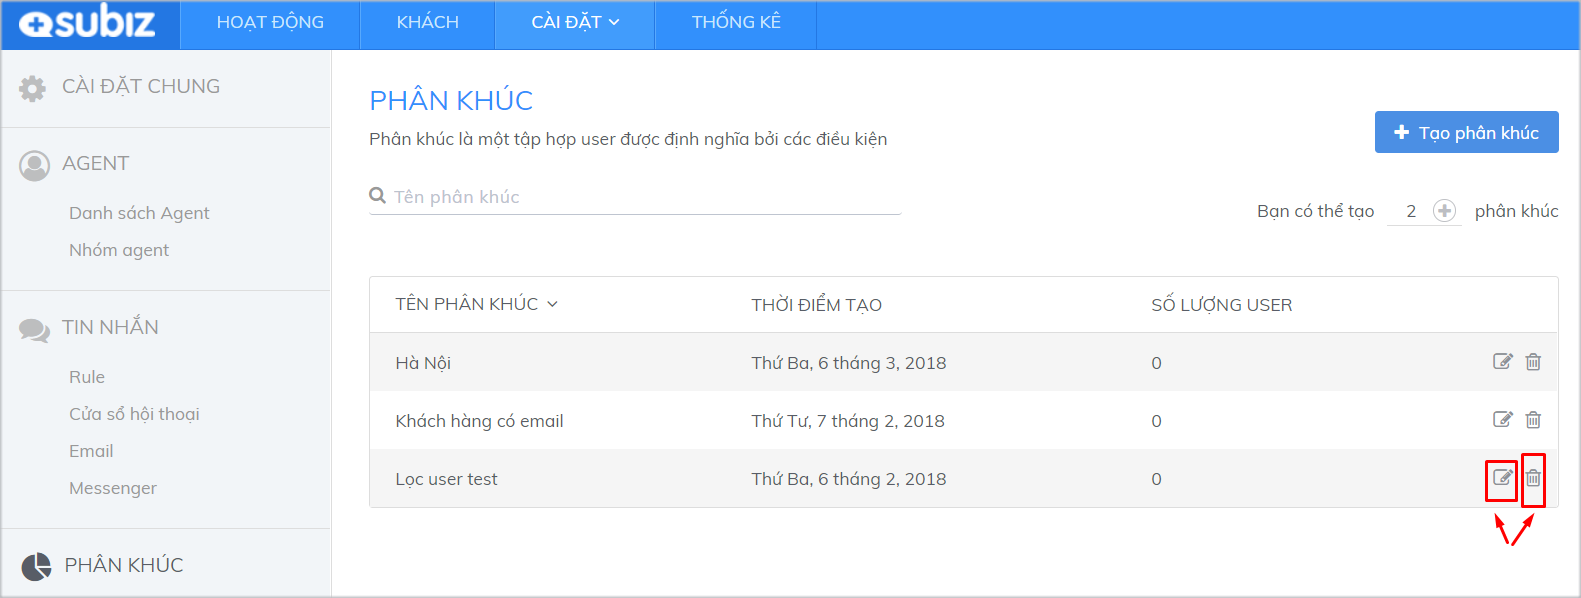 subiz
HOẠT ĐỘNG
KHÁCH
CÀI ĐẶT
THỐNG KÊ
CÀI ĐẶT CHUNG
AGENT
Danh sách Agent
Nhóm agent
TIN NHẮN
Rule
Cửa sổ hội thoại
Email
Messenger
PHÂN KHÚC
PHÂN KHÚC
Phân khúc là một tập hợp user được định nghĩa bởi các điều kiện
Tạo phân khúc
Tên phân khúc
Bạn có thể tạo 2 phân khúc
TÊN PHÂN KHÚC THỜI ĐIỂM TẠO SỐ LƯỢNG USER
Hà Nội Thứ Ba, 6 tháng 3, 2018 0
Khách hàng có email Thứ Tư, 7 tháng 2, 2018 0
Lọc user test Thứ Ba, 6 tháng 2, 2018 0